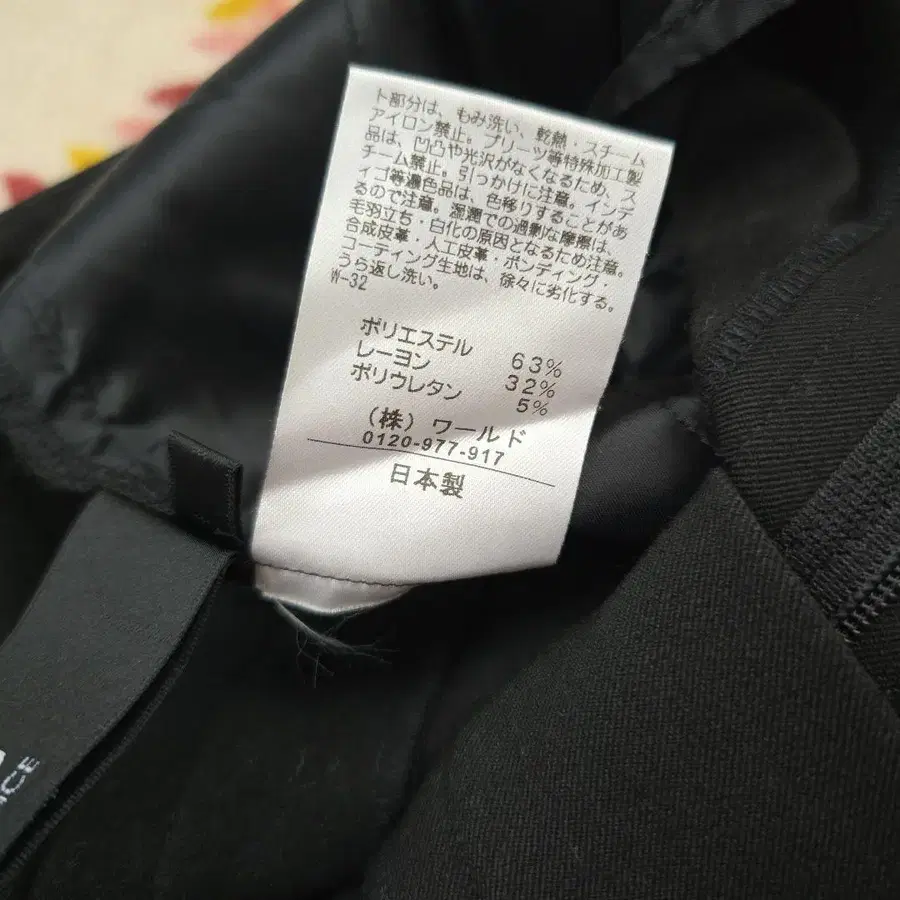 ト部分は、もみ洗い、乾熱・スチーム
アイロン禁止。プリーツ等特殊加工製
品は、凹凸や光沢がなくなるため、ス
チーム禁止。引っかけに注意。インデ
ィゴ等濃色品は、色移りすることがあ
るので注意。湿潤での過剰な摩擦は、
毛羽立ち・白化の原因となるため注意。
合成皮革・人工皮革・ボンディング・
コーティング生地は、徐々に劣化する。
うら返し洗い。
W-32
ポリエステル 63%
レーヨン 32%
ポリウレタン 5%
(株) ワールド
0120-977-917
日本製